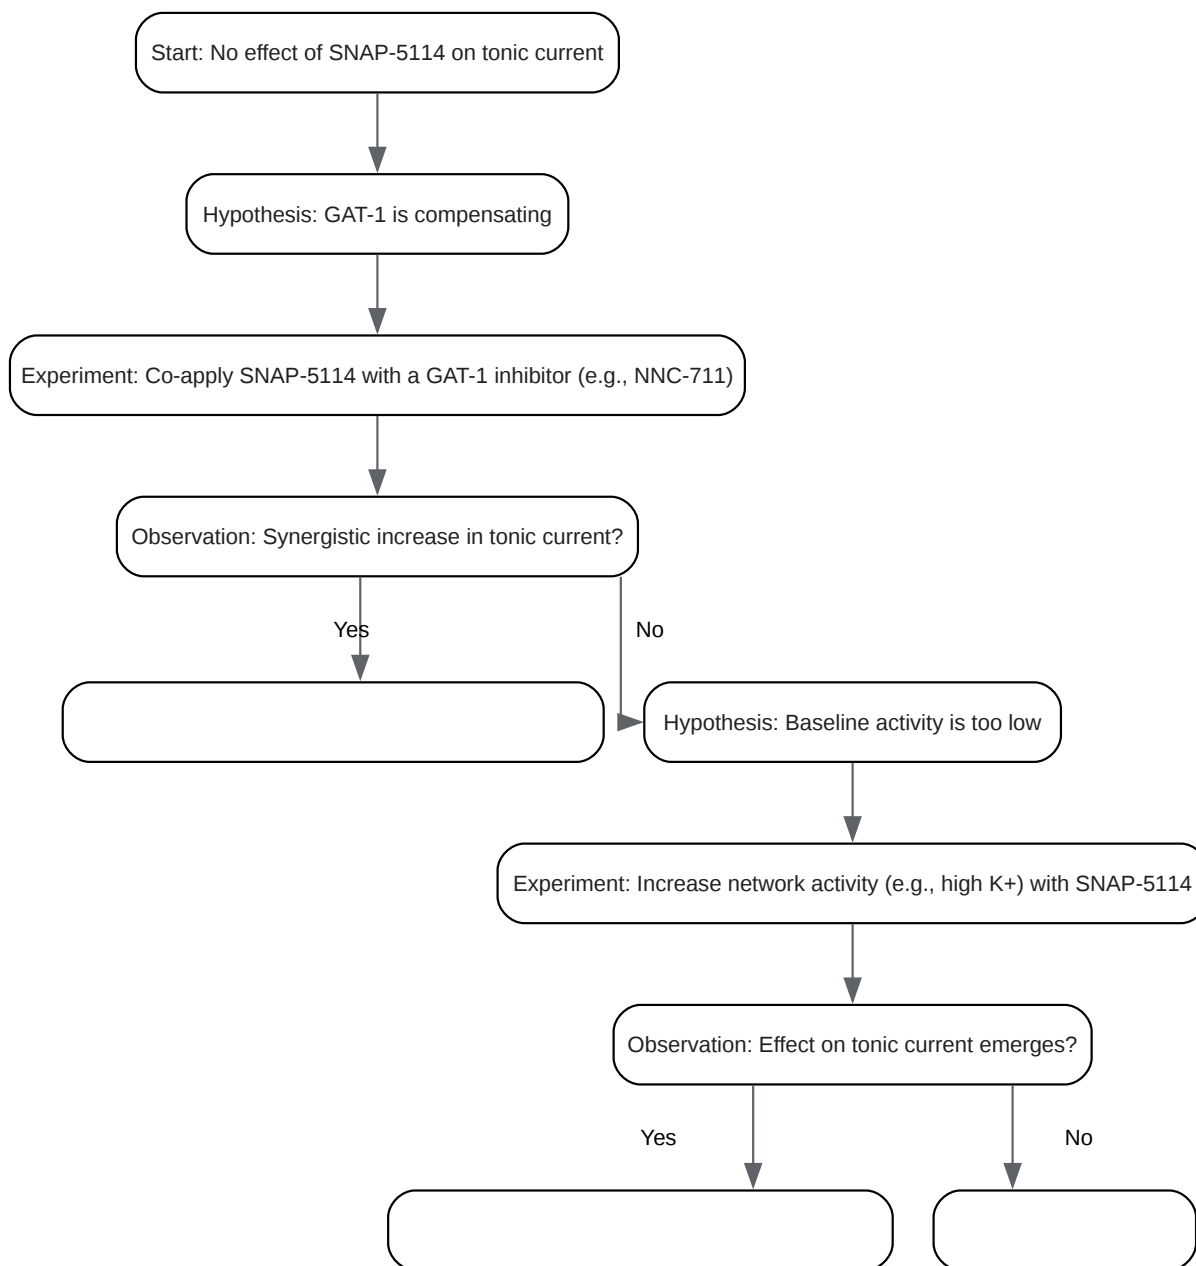 Start: No effect of SNAP-5114 on tonic current
Hypothesis: GAT-1 is compensating
Experiment: Co-apply SNAP-5114 with a GAT-1 inhibitor (e.g., NNC-711)
Observation: Synergistic increase in tonic current?
Yes
No
Hypothesis: Baseline activity is too low
Experiment: Increase network activity (e.g., high K+) with SNAP-5114
Observation: Effect on tonic current emerges?
Yes
No